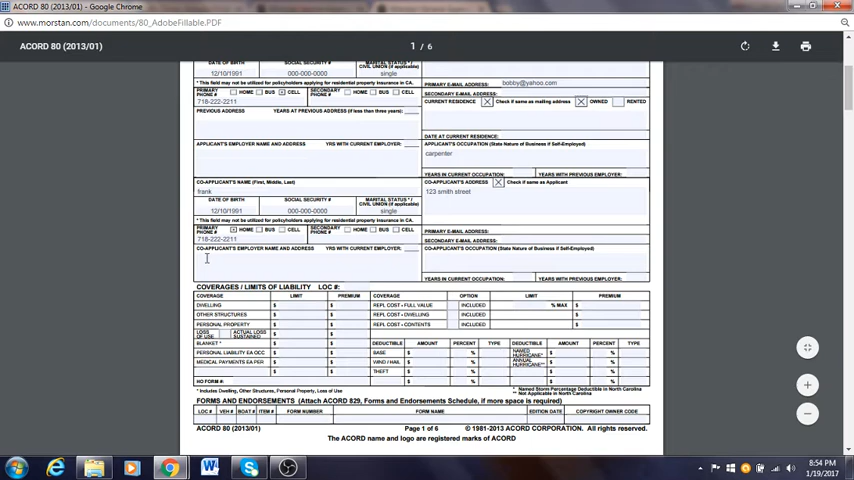 ACORD 80 (2013/01) - Google Chrome
www.morstan.com/documents/80_AdobeFillable.PDF
ACORD 80 (2013/01)
1 / 6
DATE OF BIRTH SOCIAL SECURITY # MARITAL STATUS * / CIVIL UNION (if applicable)
12/10/1991 000-000-0000 single
* This field may not be utilized for policyholders applying for residential property insurance in CA.
PRIMARY E-MAIL ADDRESS: bobby@yahoo.com
SECONDARY E-MAIL ADDRESS:
PRIMARY PHONE # HOME BUS CELL SECONDARY PHONE # HOME BUS CELL
718-222-2211
CURRENT RESIDENCE Check if same as mailing address OWNED RENTED
PREVIOUS ADDRESS YEARS AT PREVIOUS ADDRESS (if less than three years):
DATE AT CURRENT RESIDENCE:
APPLICANT'S EMPLOYER NAME AND ADDRESS YRS WITH CURRENT EMPLOYER:
APPLICANT'S OCCUPATION (State Nature of Business if Self-Employed)
carpenter
YEARS IN CURRENT OCCUPATION: YEARS WITH PREVIOUS EMPLOYER:
CO-APPLICANT'S NAME (First, Middle, Last)
frank
CO-APPLICANT'S ADDRESS Check if same as Applicant
123 smith street
DATE OF BIRTH SOCIAL SECURITY # MARITAL STATUS * / CIVIL UNION (if applicable)
12/10/1991 000-000-0000 single
* This field may not be utilized for policyholders applying for residential property insurance in CA.
PRIMARY PHONE # HOME BUS CELL SECONDARY PHONE # HOME BUS CELL
718-222-2211
PRIMARY E-MAIL ADDRESS:
SECONDARY E-MAIL ADDRESS:
CO-APPLICANT'S EMPLOYER NAME AND ADDRESS YRS WITH CURRENT EMPLOYER:
CO-APPLICANT'S OCCUPATION (State Nature of Business if Self-Employed)
YEARS IN CURRENT OCCUPATION: YEARS WITH PREVIOUS EMPLOYER:
COVERAGES / LIMITS OF LIABILITY LOC #:
COVERAGE LIMIT PREMIUM COVERAGE OPTION LIMIT PREMIUM
DWELLING $ $ REPL COST - FULL VALUE INCLUDED % MAX $
OTHER STRUCTURES $ $ REPL COST - DWELLING INCLUDED $
PERSONAL PROPERTY $ $ REPL COST - CONTENTS INCLUDED $
LOSS OF USE ACTUAL LOSS SUSTAINED $ $
BLANKET * $ $ DEDUCTIBLE AMOUNT PERCENT TYPE DEDUCTIBLE AMOUNT PERCENT TYPE
PERSONAL LIABILITY EA OCC $ $ BASE $ % NAMED HURRICANE* $ %
MEDICAL PAYMENTS EA PER $ $ WIND / HAIL $ % ANNUAL HURRICANE** $ %
$ THEFT $ % $ %
HO FORM #: $ % $ %
* Includes Dwelling, Other Structures, Personal Property, Loss of Use
* Named Storm Percentage Deductible in North Carolina
** Not Applicable in North Carolina
FORMS AND ENDORSEMENTS (Attach ACORD 829, Forms and Endorsements Schedule, if more space is required)
LOC # VEH # BOAT # ITEM # FORM NUMBER FORM NAME EDITION DATE COPYRIGHT OWNER CODE
ACORD 80 (2013/01) Page 1 of 6 © 1981-2013 ACORD CORPORATION. All rights reserved.
The ACORD name and logo are registered marks of ACORD
8:54 PM
1/19/2017